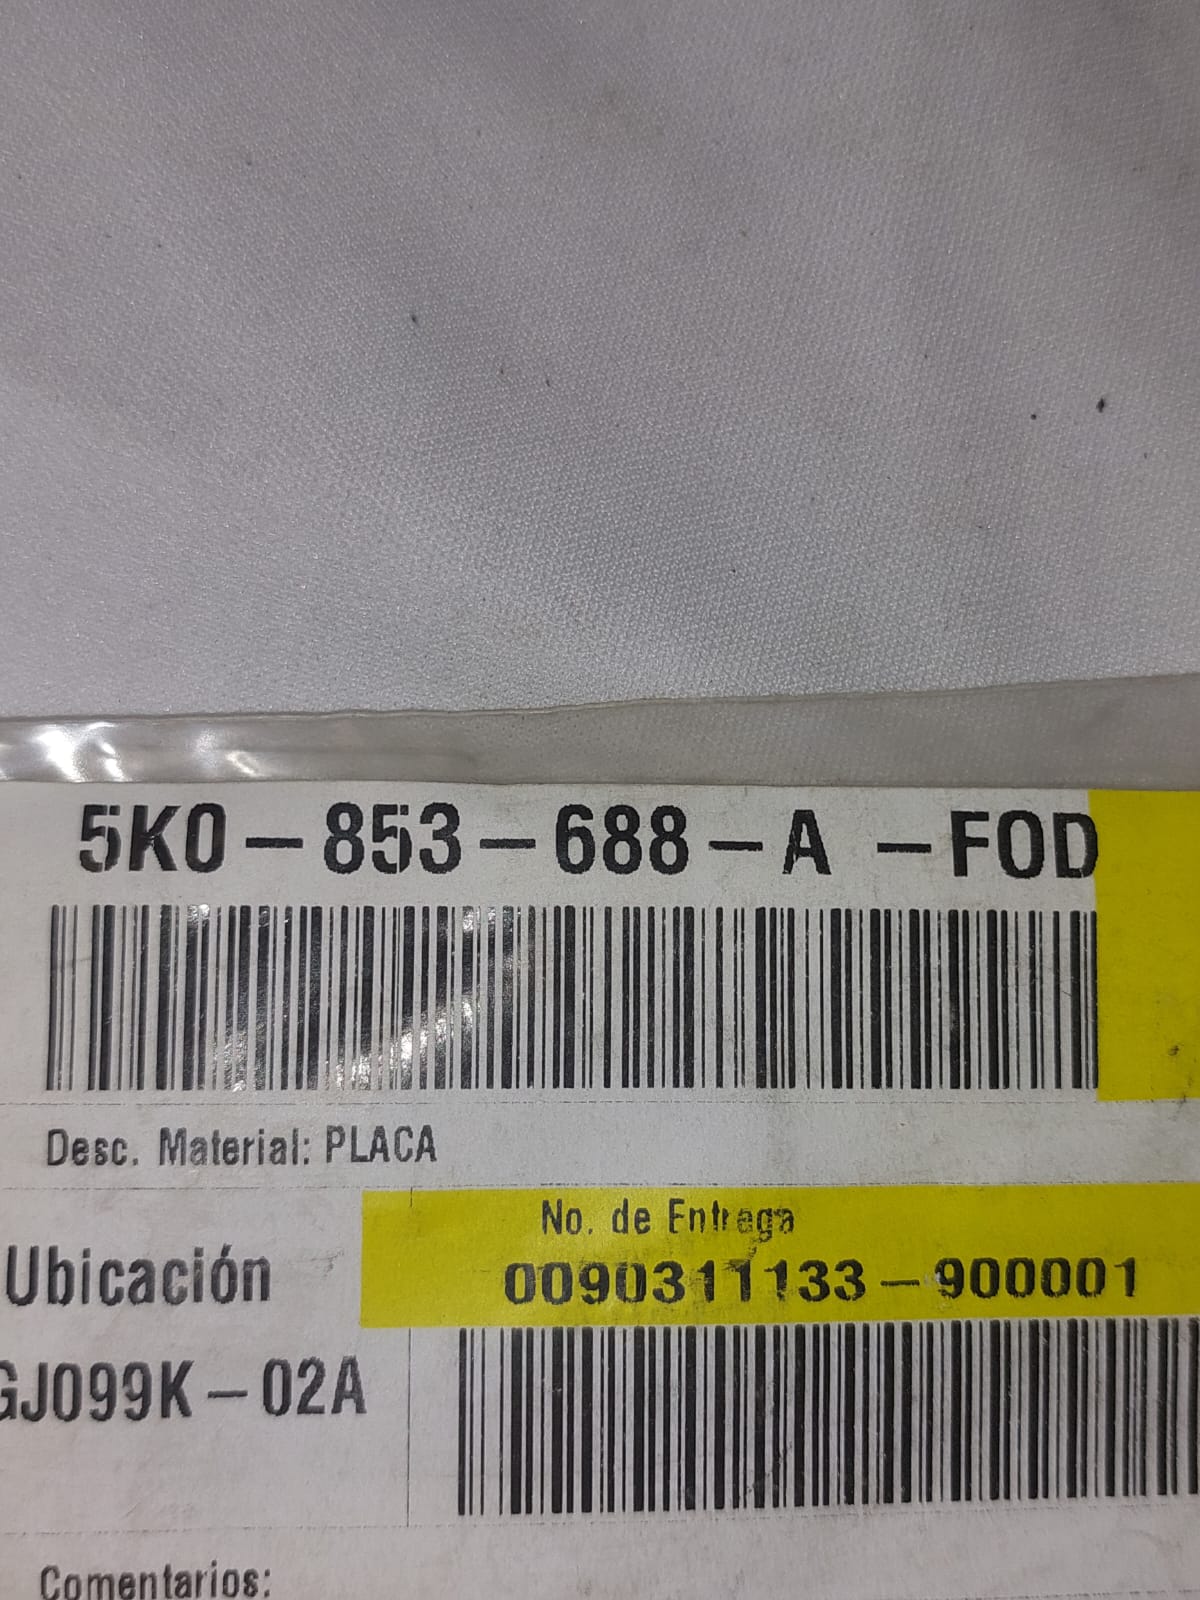 5K0-853-688-A -FOD
Desc. Material: PLACA
No. de Entrega
0090311133-900001
Ubicación
GJ099K-02A
Comentarios: